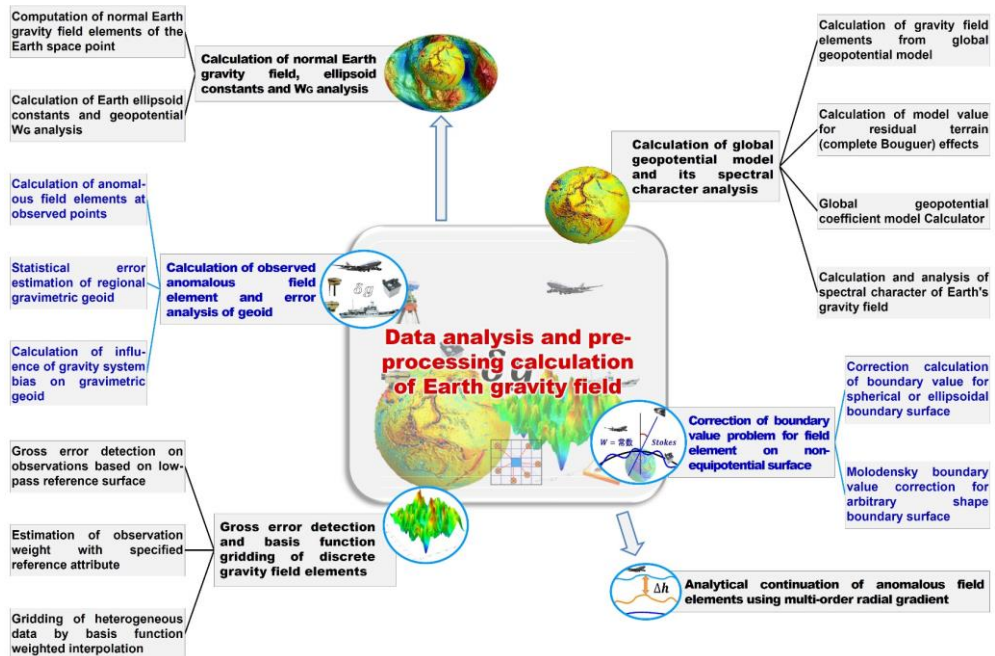 Computation of normal Earth
gravity field elements of the
Earth space point
Calculation of Earth ellipsoid
constants and geopotential
WG analysis
Calculation of normal Earth
gravity field, ellipsoid
constants and WG analysis
Calculation of gravity field
elements from global
geopotential model
Calculation of model value
for residual terrain
(complete Bouguer) effects
Global geopotential
coefficient model Calculator
Calculation and analysis of
spectral character of Earth's
gravity field
Calculation of global
geopotential model
and its spectral
character analysis
Calculation of anomal-
ous field elements at
observed points
Statistical error
estimation of regional
gravimetric geoid
Calculation of influ-
ence of gravity system
bias on gravimetric
geoid
Calculation of observed
anomalous field
element and error
analysis of geoid
δg
Data analysis and pre-
processing calculation
of Earth gravity field
Correction calculation
of boundary value for
spherical or ellipsoidal
boundary surface
Molodensky boundary
value correction for
arbitrary shape
boundary surface
W = 常数 Stokes
Correction of boundary
value problem for field
element on non-
equipotential surface
Gross error detection on
observations based on low-
pass reference surface
Estimation of observation
weight with specified
reference attribute
Gridding of heterogeneous
data by basis function
weighted interpolation
Gross error detection
and basis function
gridding of discrete
gravity field elements
Δh
Analytical continuation of anomalous field
elements using multi-order radial gradient